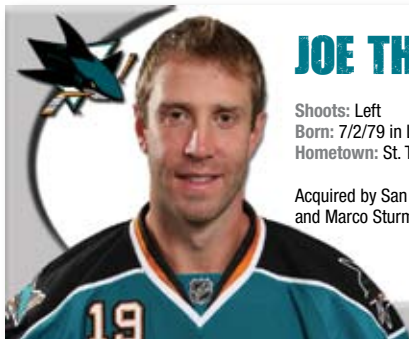 JOE TH
Shoots: Left
Born: 7/2/79 in
Hometown: St. T
Acquired by San
and Marco Sturm
19